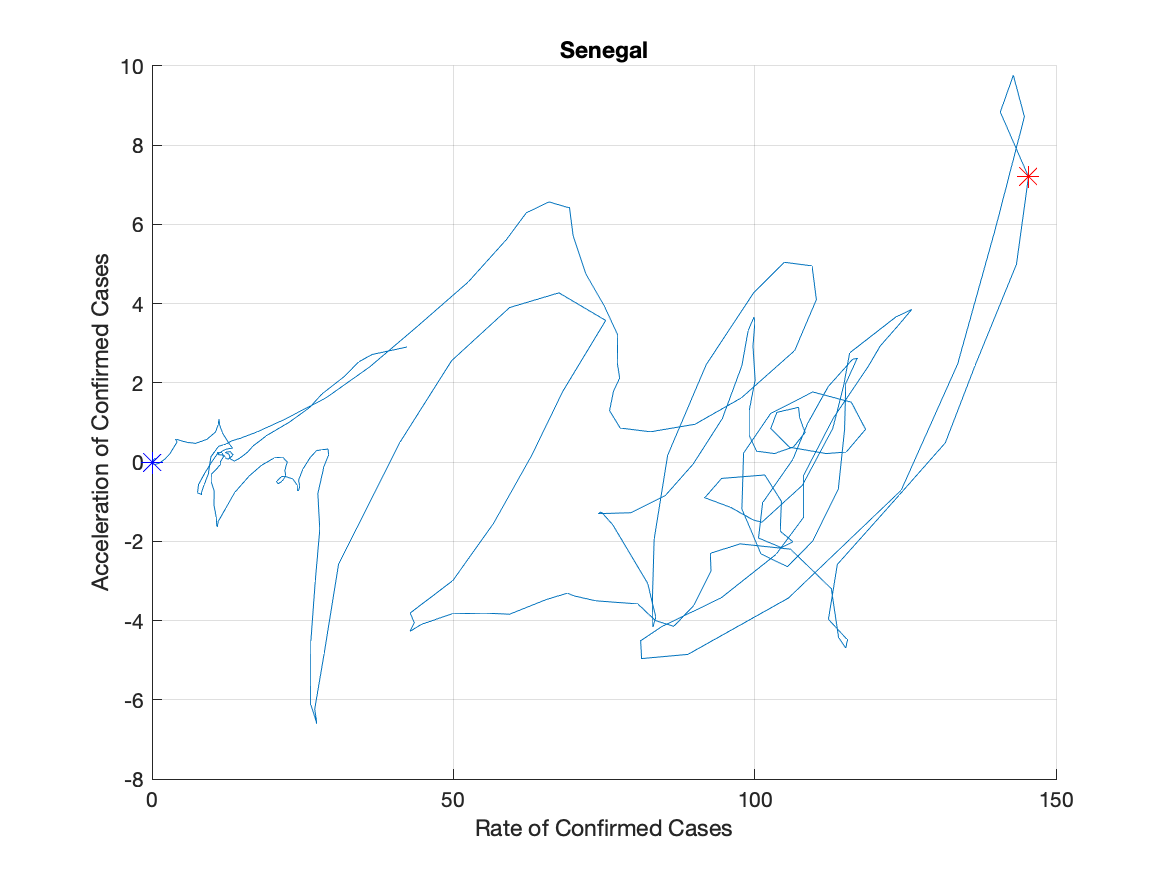 Senegal
10
8
6
4
2
0
-2
-4
-6
-8
0 50 100 150
Acceleration of Confirmed Cases
Rate of Confirmed Cases